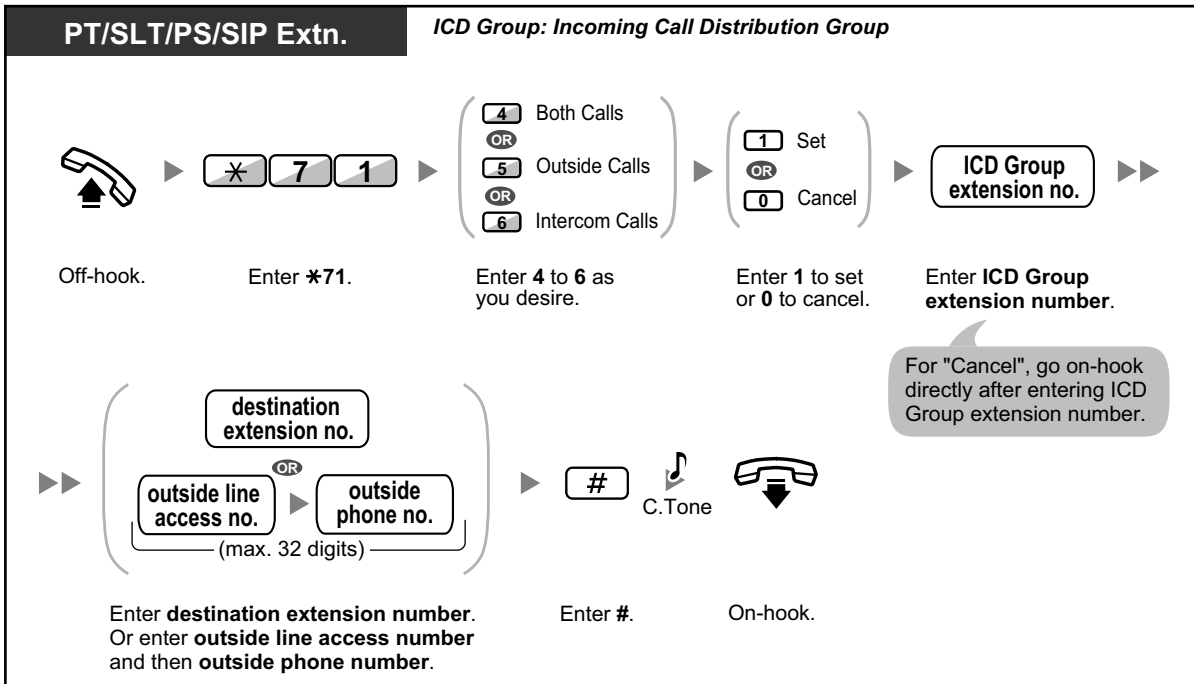 PT/SLT/PS/SIP Extn.
ICD Group: Incoming Call Distribution Group
4 Both Calls
OR
5 Outside Calls
OR
6 Intercom Calls
1 Set
OR
0 Cancel
ICD Group
extension no.
* 7 1
Off-hook.
Enter *71.
Enter 4 to 6 as
you desire.
Enter 1 to set
or 0 to cancel.
Enter ICD Group
extension number.
For "Cancel", go on-hook
directly after entering ICD
Group extension number.
destination
extension no.
OR
outside line
access no.
outside
phone no.
(max. 32 digits)
#
C.Tone
Enter destination extension number.
Or enter outside line access number
and then outside phone number.
Enter #.
On-hook.